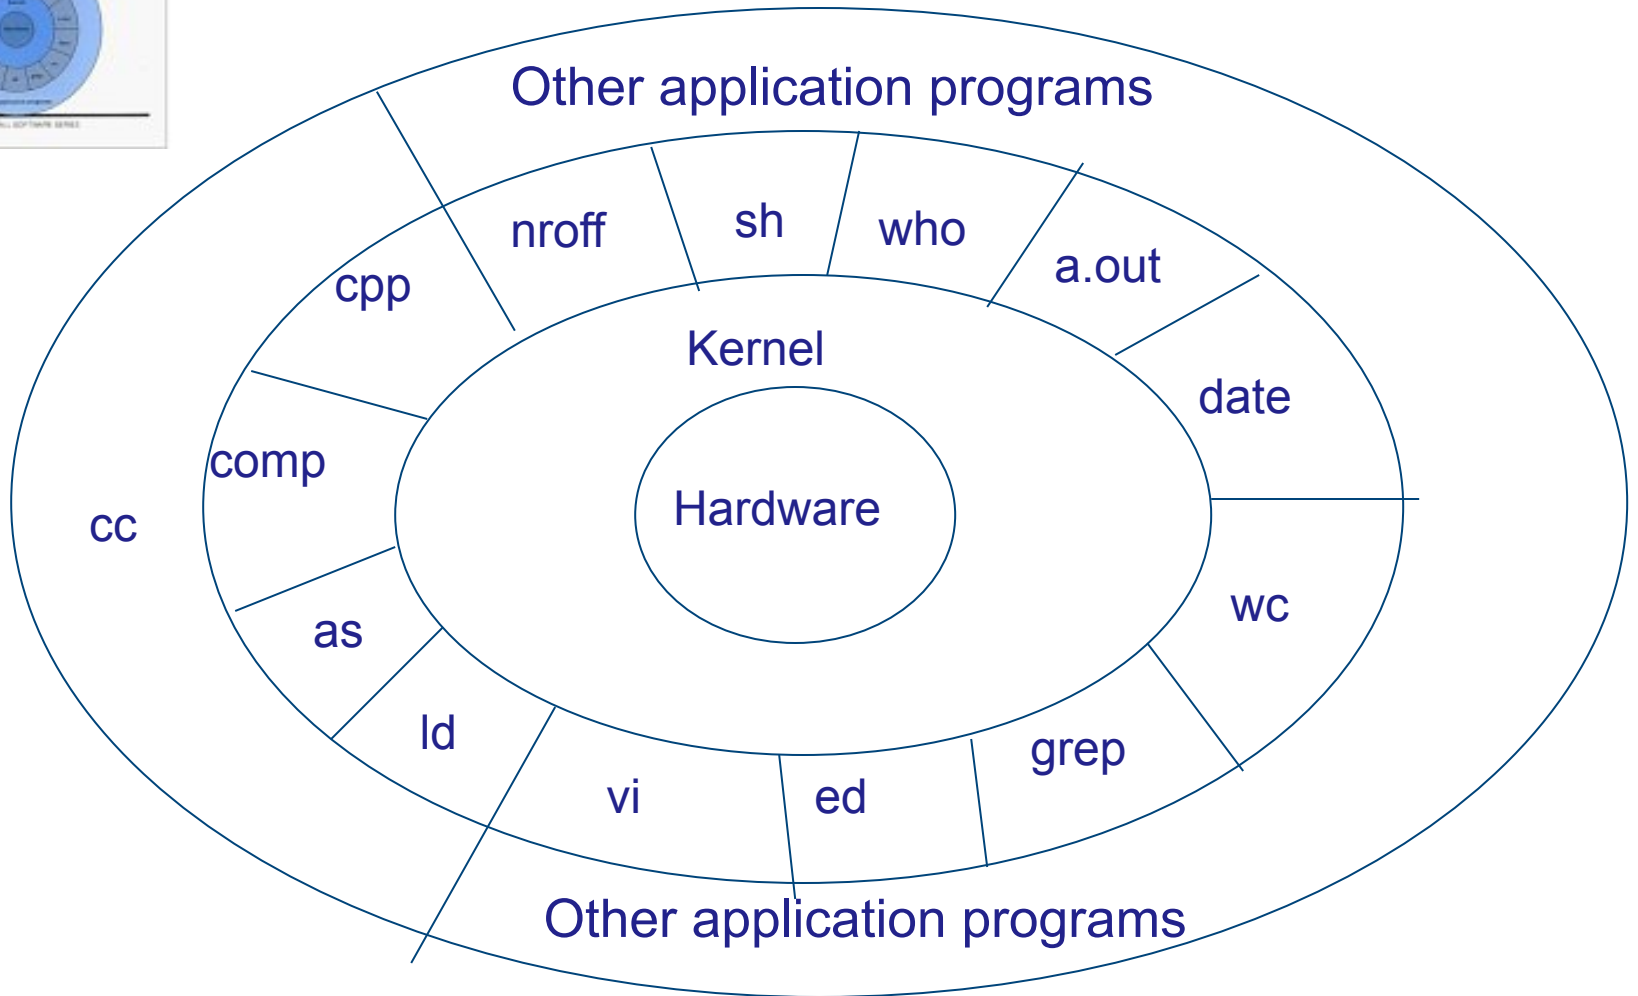 Other application programs
nroff
sh
who
a.out
cpp
Kernel
date
comp
Hardware
cc
wc
as
ld
grep
vi
ed
Other application programs